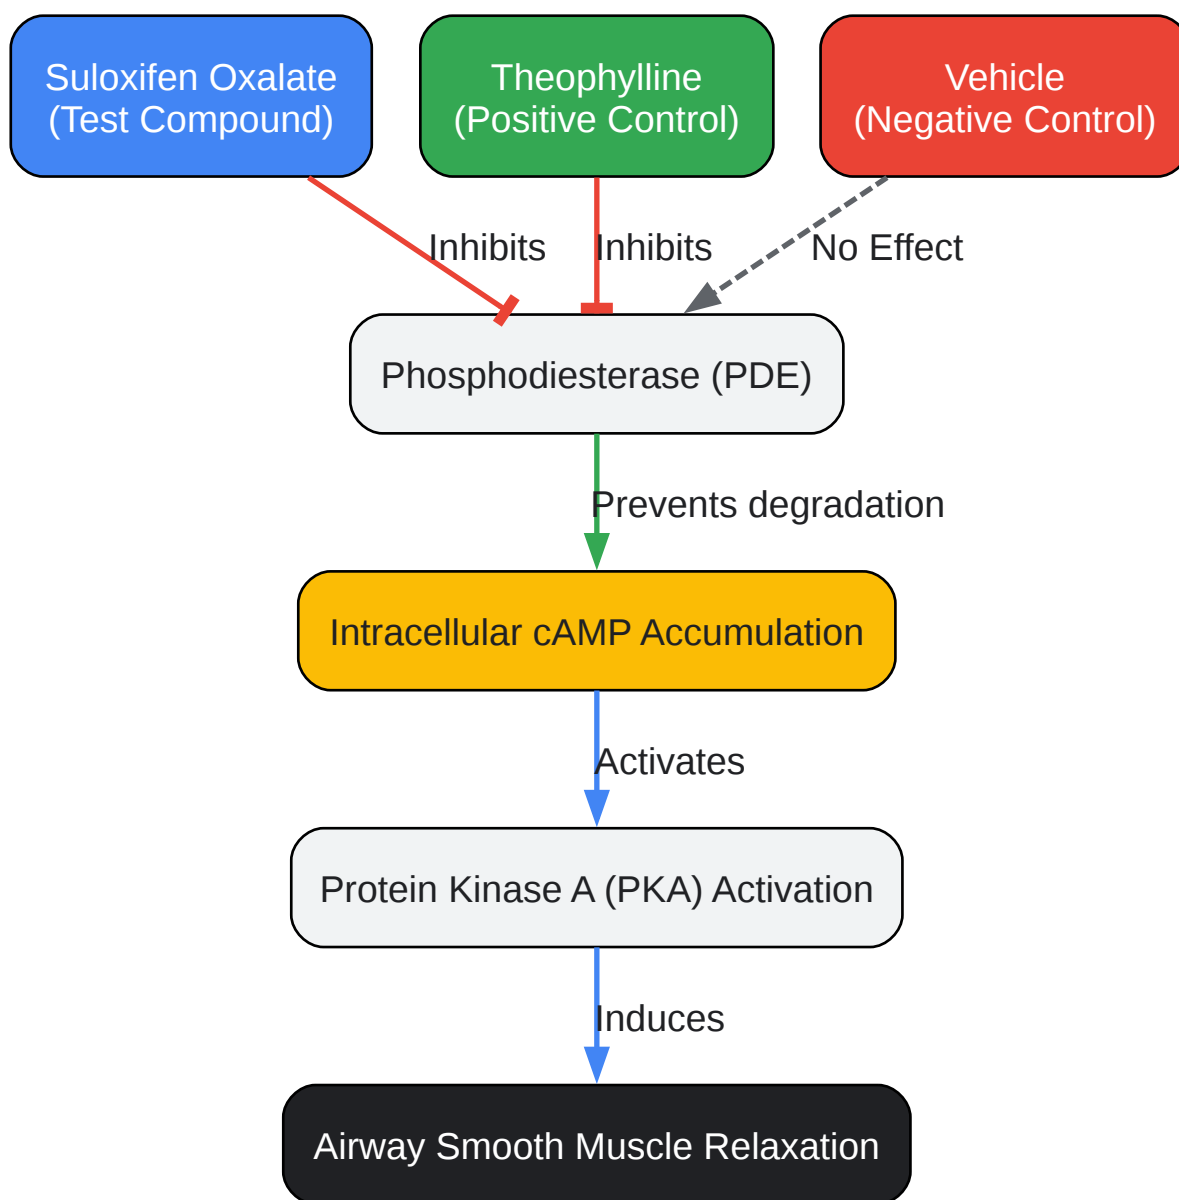 Suloxifen Oxalate
(Test Compound)
Theophylline
(Positive Control)
Vehicle
(Negative Control)
Inhibits
Inhibits
No Effect
Phosphodiesterase (PDE)
Prevents degradation
Intracellular cAMP Accumulation
Activates
Protein Kinase A (PKA) Activation
Induces
Airway Smooth Muscle Relaxation